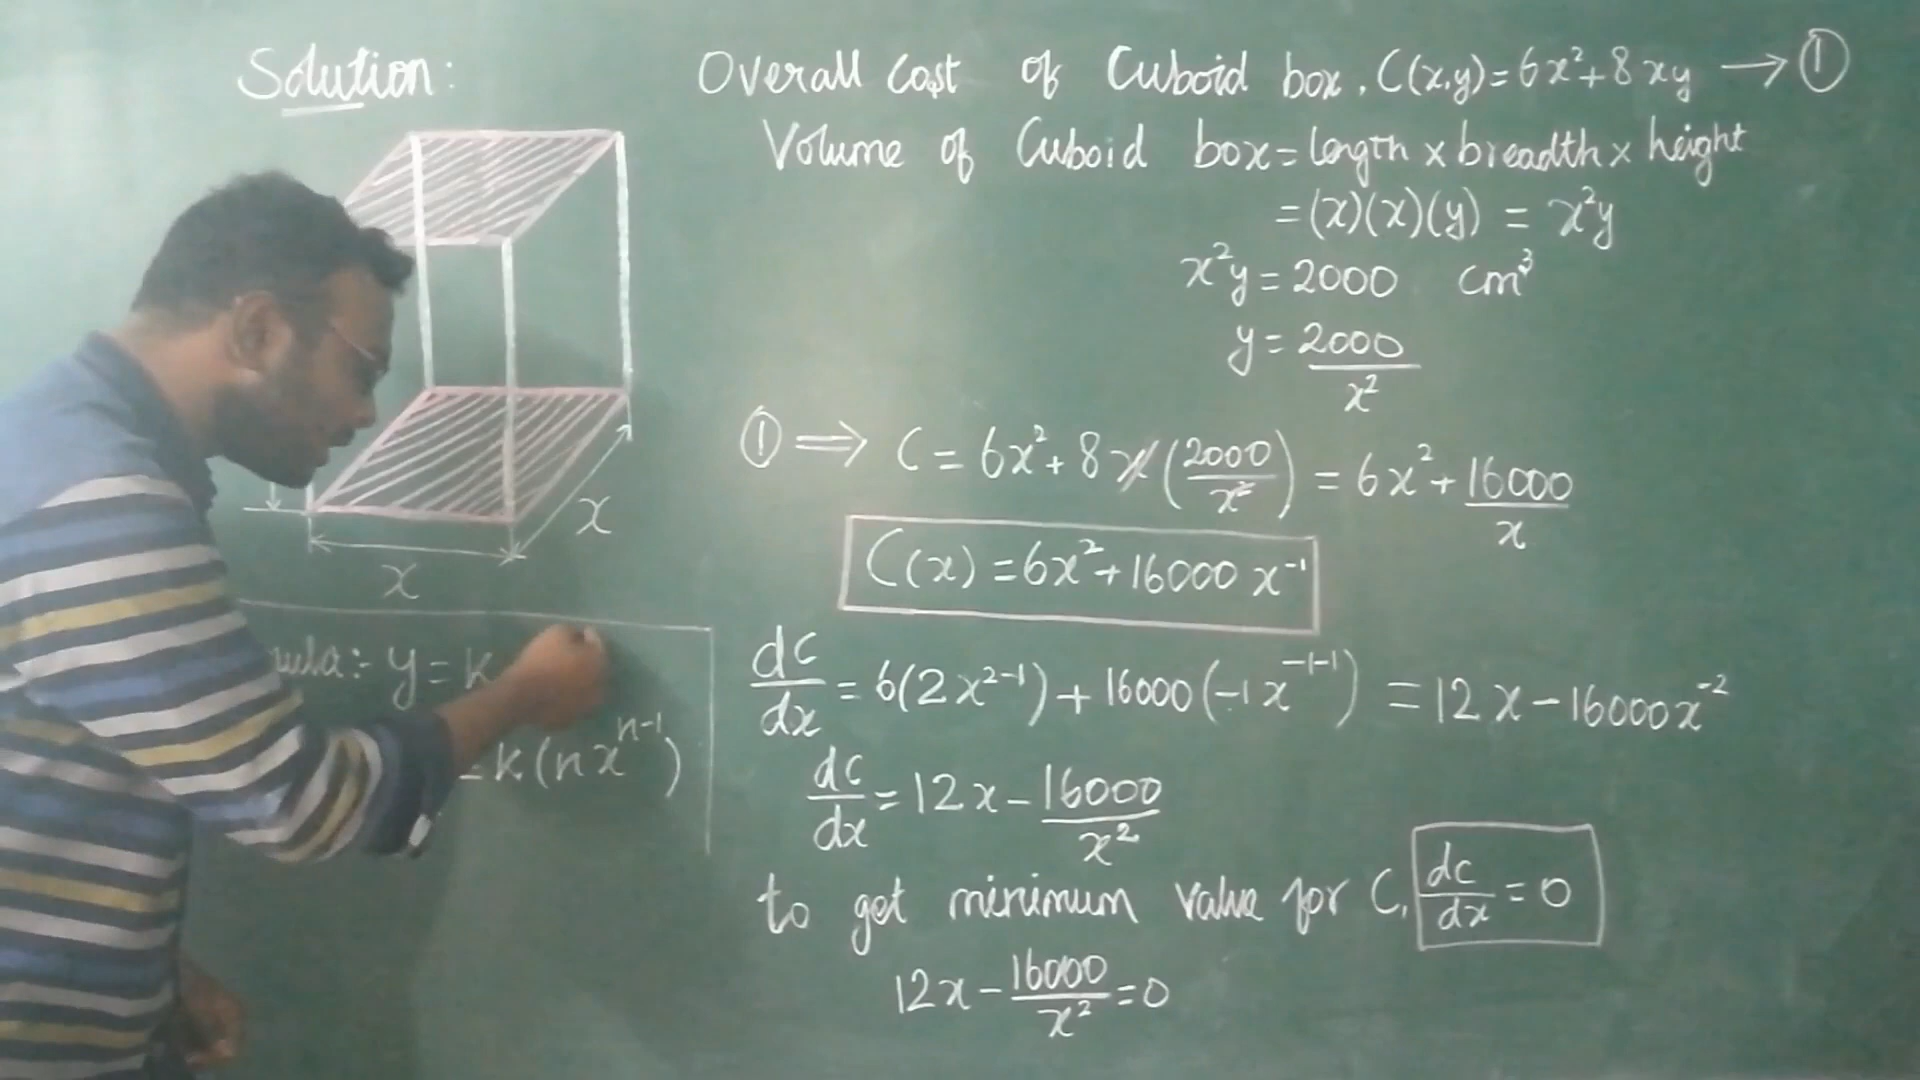 Solution:
Overall Cost of Cuboid box, C(x,y) = 6x² + 8xy → ①
Volume of Cuboid box = length × breadth × height
= (x)(x)(y) = x²y
x²y = 2000 cm³
y = 2000/x²
① ⟹ C = 6x² + 8x(2000/x²) = 6x² + 16000/x
C(x) = 6x² + 16000 x⁻¹
dc/dx = 6(2x²⁻¹) + 16000(-1x⁻¹⁻¹) = 12x - 16000x⁻²
dc/dx = 12x - 16000/x²
to get minimum value for C, dc/dx = 0
12x - 16000/x² = 0
x
x
mula:- y = k
= k(nxⁿ⁻¹)